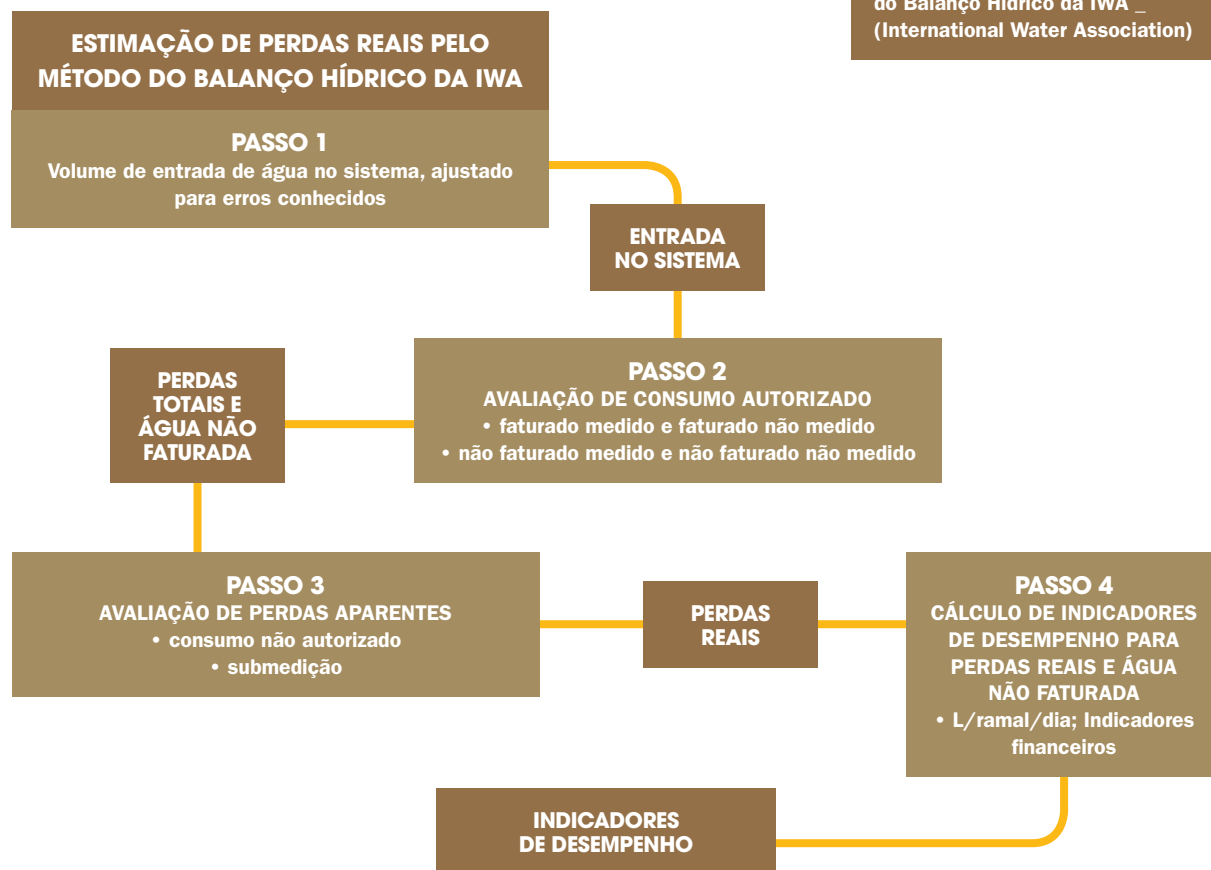 do Balanço Hídrico da IWA _
(International Water Association)
ESTIMAÇÃO DE PERDAS REAIS PELO
MÉTODO DO BALANÇO HÍDRICO DA IWA
PASSO 1
Volume de entrada de água no sistema, ajustado
para erros conhecidos
ENTRADA
NO SISTEMA
PASSO 2
AVALIAÇÃO DE CONSUMO AUTORIZADO
• faturado medido e faturado não medido
• não faturado medido e não faturado não medido
PERDAS
TOTAIS E
ÁGUA NÃO
FATURADA
PASSO 3
AVALIAÇÃO DE PERDAS APARENTES
• consumo não autorizado
• submedição
PERDAS
REAIS
PASSO 4
CÁLCULO DE INDICADORES
DE DESEMPENHO PARA
PERDAS REAIS E ÁGUA
NÃO FATURADA
• L/ramal/dia; Indicadores
financeiros
INDICADORES
DE DESEMPENHO